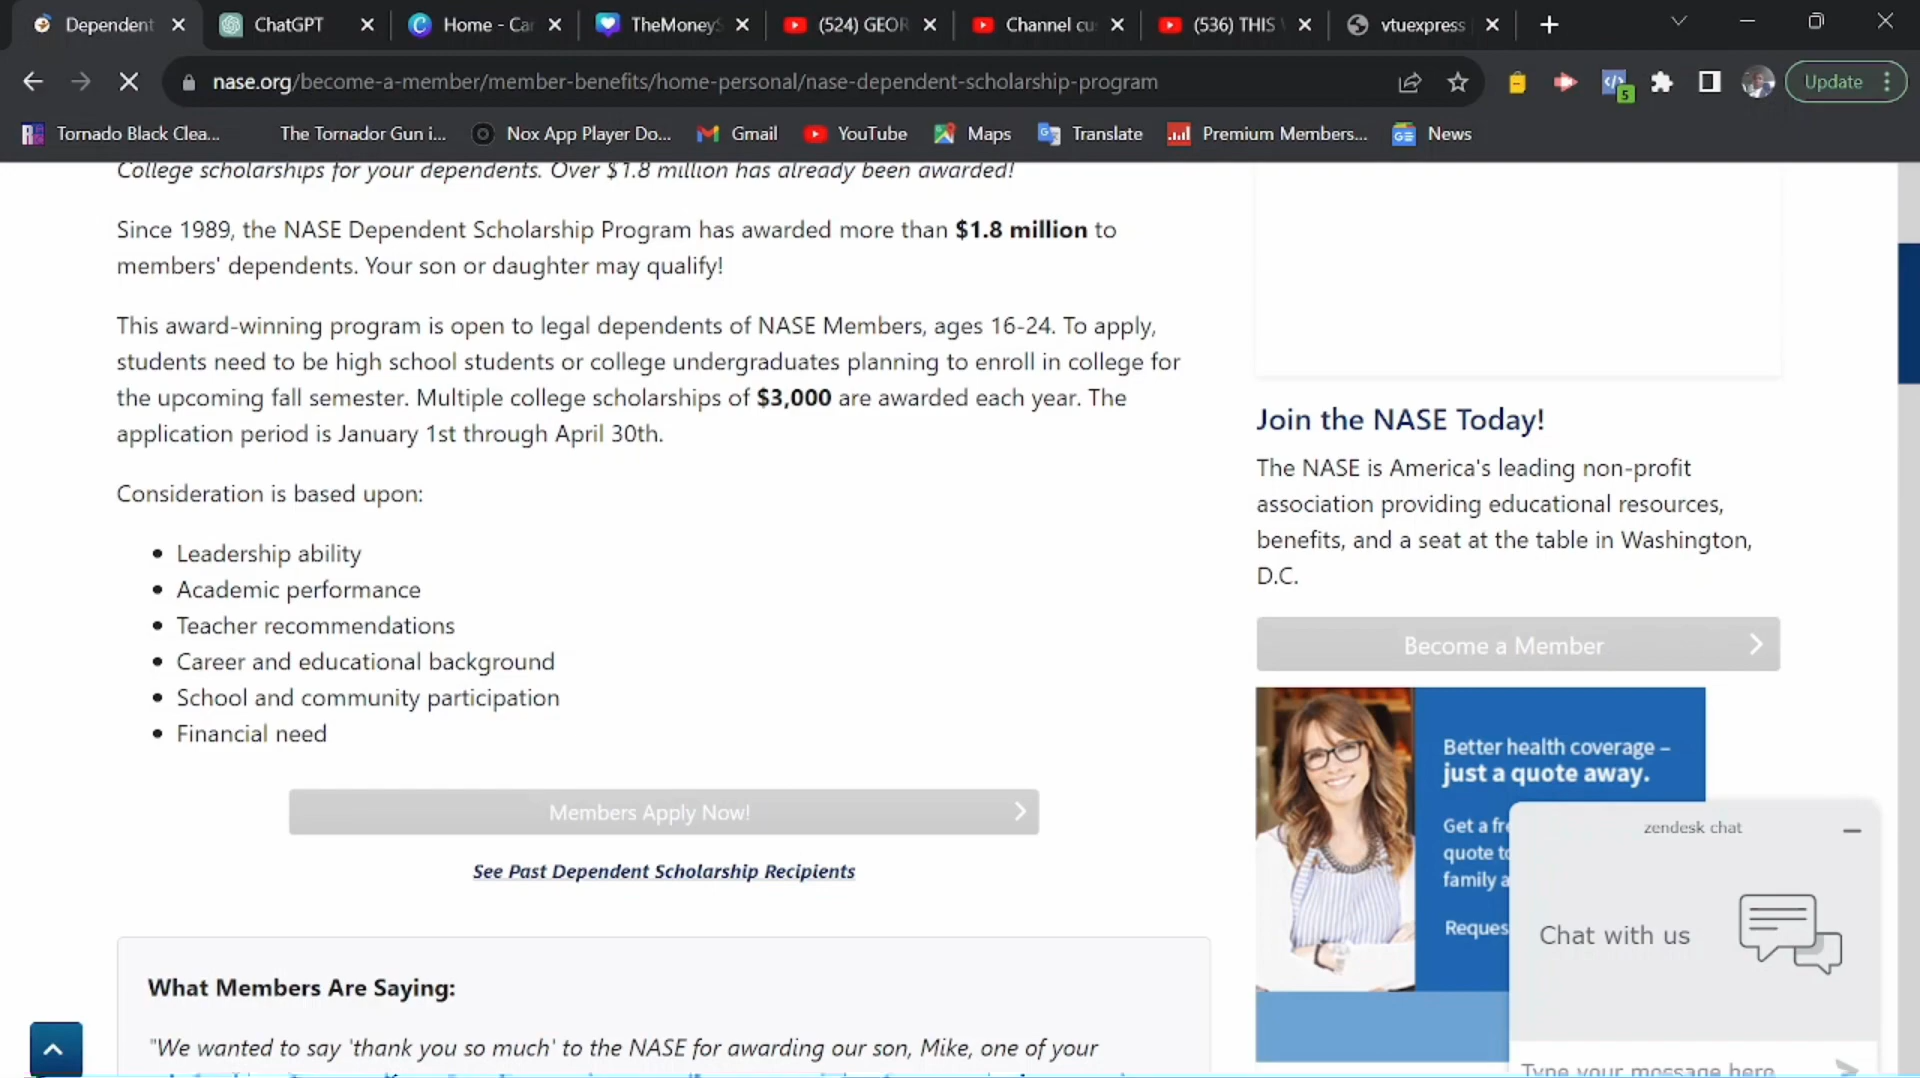 Dependent
ChatGPT
Home - Ca
TheMoneyS
(524) GEOR
Channel cu
(536) THIS
vtuexpress
nase.org/become-a-member/member-benefits/home-personal/nase-dependent-scholarship-program
5
Update
Tornado Black Clea...
The Tornador Gun i...
Nox App Player Do...
Gmail
YouTube
Maps
Translate
Premium Members...
News
College scholarships for your dependents. Over $1.8 million has already been awarded!
Since 1989, the NASE Dependent Scholarship Program has awarded more than $1.8 million to
members' dependents. Your son or daughter may qualify!
This award-winning program is open to legal dependents of NASE Members, ages 16-24. To apply,
students need to be high school students or college undergraduates planning to enroll in college for
the upcoming fall semester. Multiple college scholarships of $3,000 are awarded each year. The
application period is January 1st through April 30th.
Consideration is based upon:
• Leadership ability
• Academic performance
• Teacher recommendations
• Career and educational background
• School and community participation
• Financial need
Members Apply Now!
See Past Dependent Scholarship Recipients
What Members Are Saying:
"We wanted to say 'thank you so much' to the NASE for awarding our son, Mike, one of your
Join the NASE Today!
The NASE is America's leading non-profit
association providing educational resources,
benefits, and a seat at the table in Washington,
D.C.
Become a Member
Better health coverage –
just a quote away.
Get a fre
quote to
family a
Reques
zendesk chat
Chat with us
Type your message here